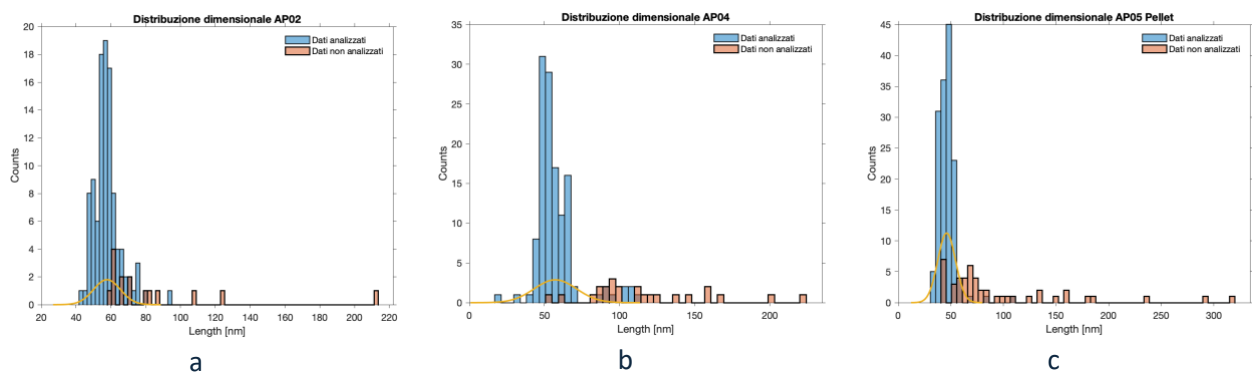 Distribuzione dimensionale AP02
20
18
16
14
12
10
8
6
4
2
0
Counts
Dati analizzati
Dati non analizzati
20 40 60 80 100 120 140 160 180 200 220
Length [nm]
a
Distribuzione dimensionale AP04
35
30
25
20
15
10
5
0
Counts
Dati analizzati
Dati non analizzati
0 50 100 150 200
Length [nm]
b
Distribuzione dimensionale AP05 Pellet
45
40
35
30
25
20
15
10
5
0
Counts
Dati analizzati
Dati non analizzati
0 50 100 150 200 250 300
Length [nm]
c